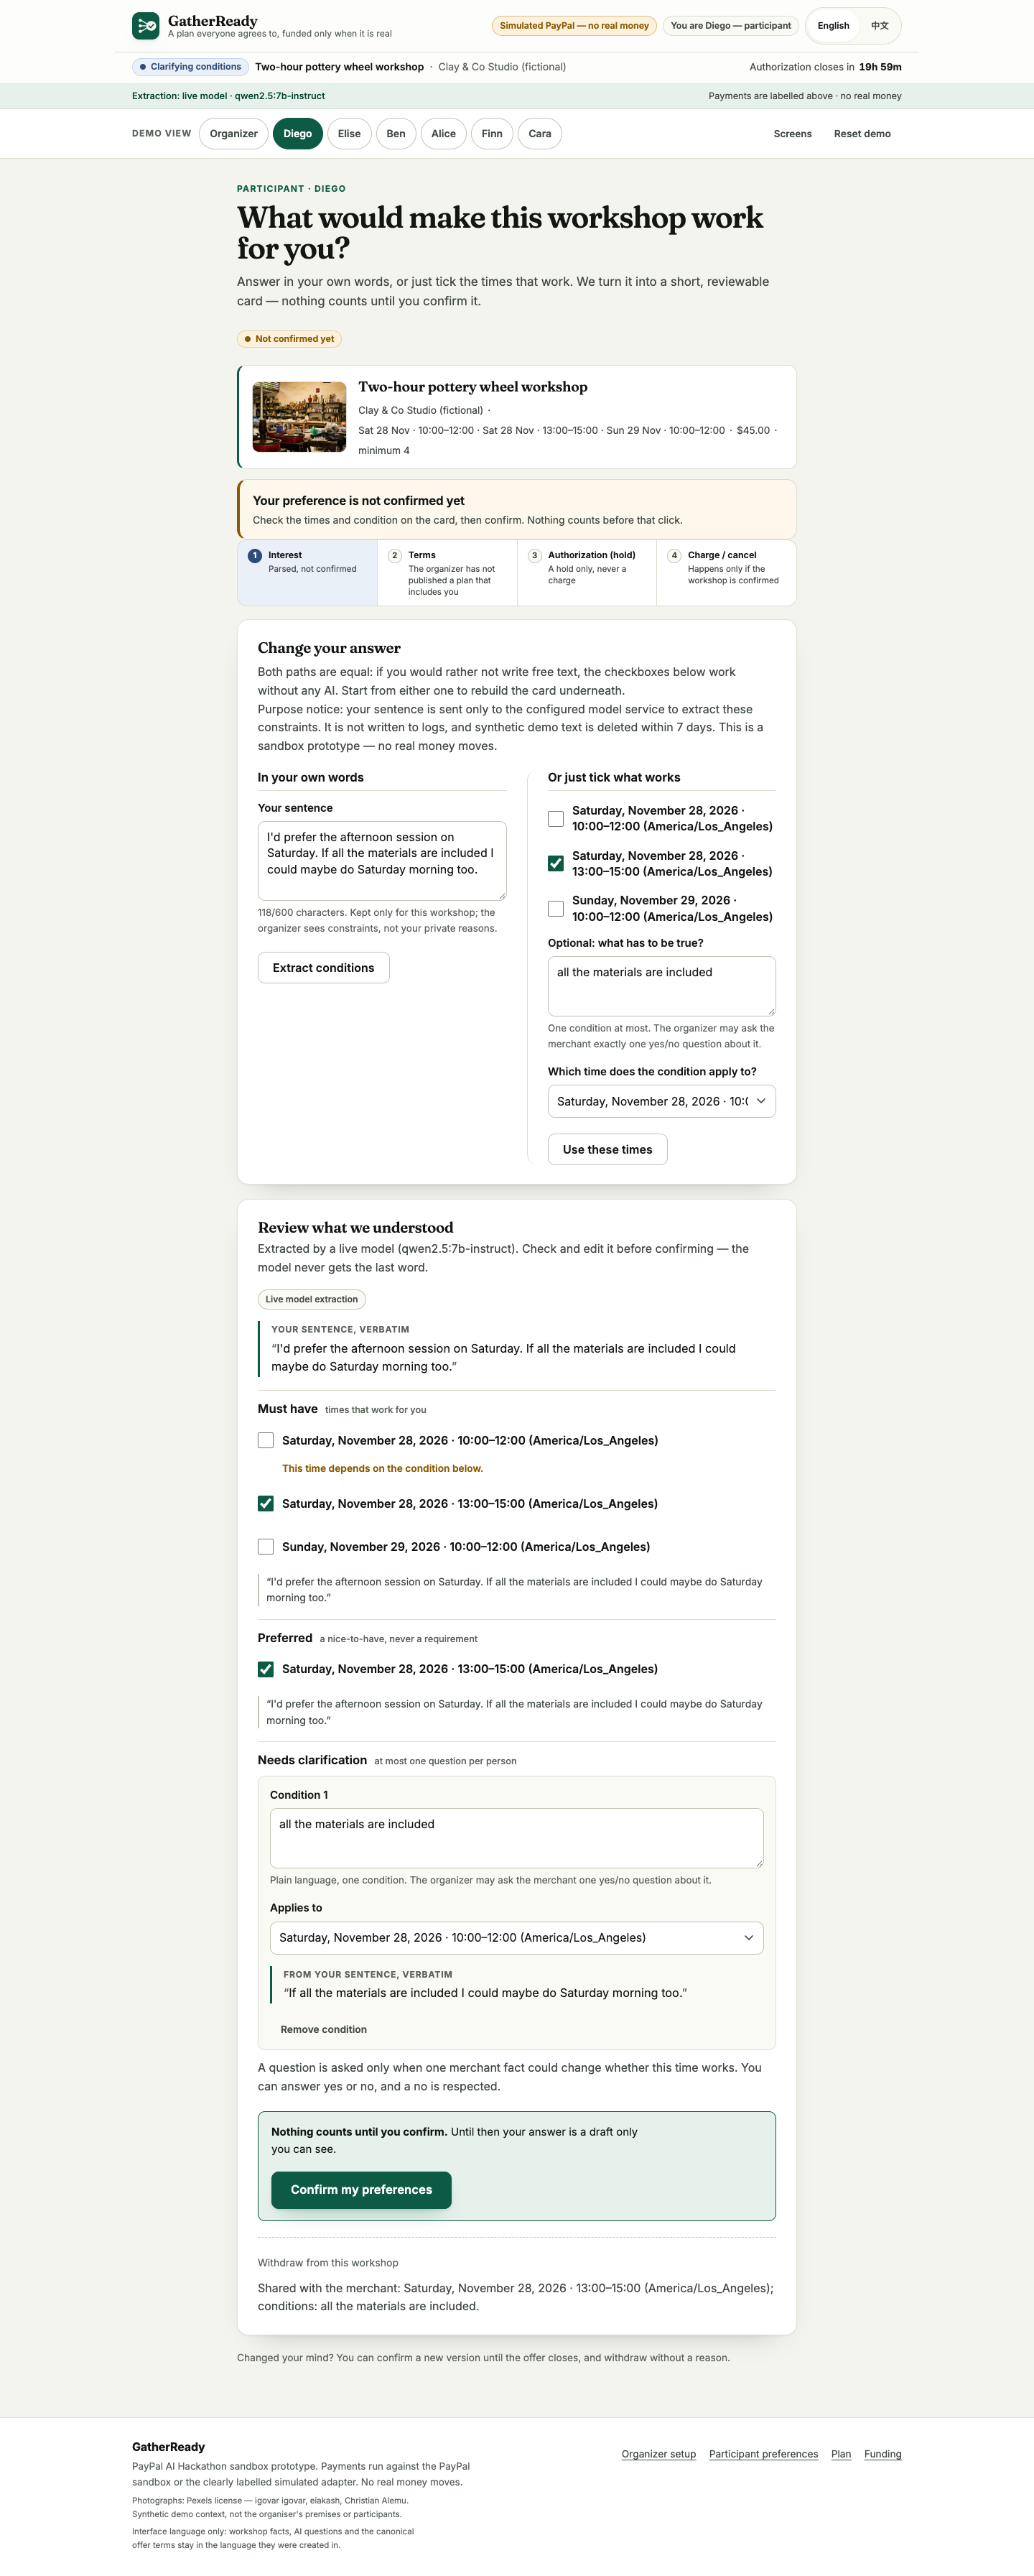 GatherReady
A plan everyone agrees to, funded only when it is real
Simulated PayPal — no real money
You are Diego — participant
English
中文
Clarifying conditions
Two-hour pottery wheel workshop · Clay & Co Studio (fictional)
Authorization closes in 19h 59m
Extraction: live model · qwen2.5:7b-instruct
Payments are labelled above · no real money
DEMO VIEW
Organizer
Diego
Elise
Ben
Alice
Finn
Cara
Screens
Reset demo
PARTICIPANT · DIEGO
What would make this workshop work
for you?
Answer in your own words, or just tick the times that work. We turn it into a short, reviewable
card — nothing counts until you confirm it.
Not confirmed yet
Two-hour pottery wheel workshop
Clay & Co Studio (fictional) ·
Sat 28 Nov · 10:00–12:00 · Sat 28 Nov · 13:00–15:00 · Sun 29 Nov · 10:00–12:00 · $45.00 ·
minimum 4
Your preference is not confirmed yet
Check the times and condition on the card, then confirm. Nothing counts before that click.
1 Interest
Parsed, not confirmed
2 Terms
The organizer has not
published a plan that
includes you
3 Authorization (hold)
A hold only, never a
charge
4 Charge / cancel
Happens only if the
workshop is confirmed
Change your answer
Both paths are equal: if you would rather not write free text, the checkboxes below work
without any AI. Start from either one to rebuild the card underneath.
Purpose notice: your sentence is sent only to the configured model service to extract these
constraints. It is not written to logs, and synthetic demo text is deleted within 7 days. This is a
sandbox prototype — no real money moves.
In your own words
Your sentence
I'd prefer the afternoon session on
Saturday. If all the materials are included I
could maybe do Saturday morning too.
118/600 characters. Kept only for this workshop; the
organizer sees constraints, not your private reasons.
Extract conditions
Or just tick what works
Saturday, November 28, 2026 ·
10:00–12:00 (America/Los_Angeles)
Saturday, November 28, 2026 ·
13:00–15:00 (America/Los_Angeles)
Sunday, November 29, 2026 ·
10:00–12:00 (America/Los_Angeles)
Optional: what has to be true?
all the materials are included
One condition at most. The organizer may ask the
merchant exactly one yes/no question about it.
Which time does the condition apply to?
Saturday, November 28, 2026 · 10:0
Use these times
Review what we understood
Extracted by a live model (qwen2.5:7b-instruct). Check and edit it before confirming — the
model never gets the last word.
Live model extraction
YOUR SENTENCE, VERBATIM
“I'd prefer the afternoon session on Saturday. If all the materials are included I could
maybe do Saturday morning too.”
Must have times that work for you
Saturday, November 28, 2026 · 10:00–12:00 (America/Los_Angeles)
This time depends on the condition below.
Saturday, November 28, 2026 · 13:00–15:00 (America/Los_Angeles)
Sunday, November 29, 2026 · 10:00–12:00 (America/Los_Angeles)
“I'd prefer the afternoon session on Saturday. If all the materials are included I could maybe do Saturday
morning too.”
Preferred a nice-to-have, never a requirement
Saturday, November 28, 2026 · 13:00–15:00 (America/Los_Angeles)
“I'd prefer the afternoon session on Saturday. If all the materials are included I could maybe do Saturday
morning too.”
Needs clarification at most one question per person
Condition 1
all the materials are included
Plain language, one condition. The organizer may ask the merchant one yes/no question about it.
Applies to
Saturday, November 28, 2026 · 10:00–12:00 (America/Los_Angeles)
FROM YOUR SENTENCE, VERBATIM
“If all the materials are included I could maybe do Saturday morning too.”
Remove condition
A question is asked only when one merchant fact could change whether this time works. You
can answer yes or no, and a no is respected.
Nothing counts until you confirm. Until then your answer is a draft only
you can see.
Confirm my preferences
Withdraw from this workshop
Shared with the merchant: Saturday, November 28, 2026 · 13:00–15:00 (America/Los_Angeles);
conditions: all the materials are included.
Changed your mind? You can confirm a new version until the offer closes, and withdraw without a reason.
GatherReady
PayPal AI Hackathon sandbox prototype. Payments run against the PayPal
sandbox or the clearly labelled simulated adapter. No real money moves.
Photographs: Pexels license — igovar igovar, eiakash, Christian Alemu.
Synthetic demo context, not the organiser's premises or participants.
Interface language only: workshop facts, AI questions and the canonical
offer terms stay in the language they were created in.
Organizer setup
Participant preferences
Plan
Funding